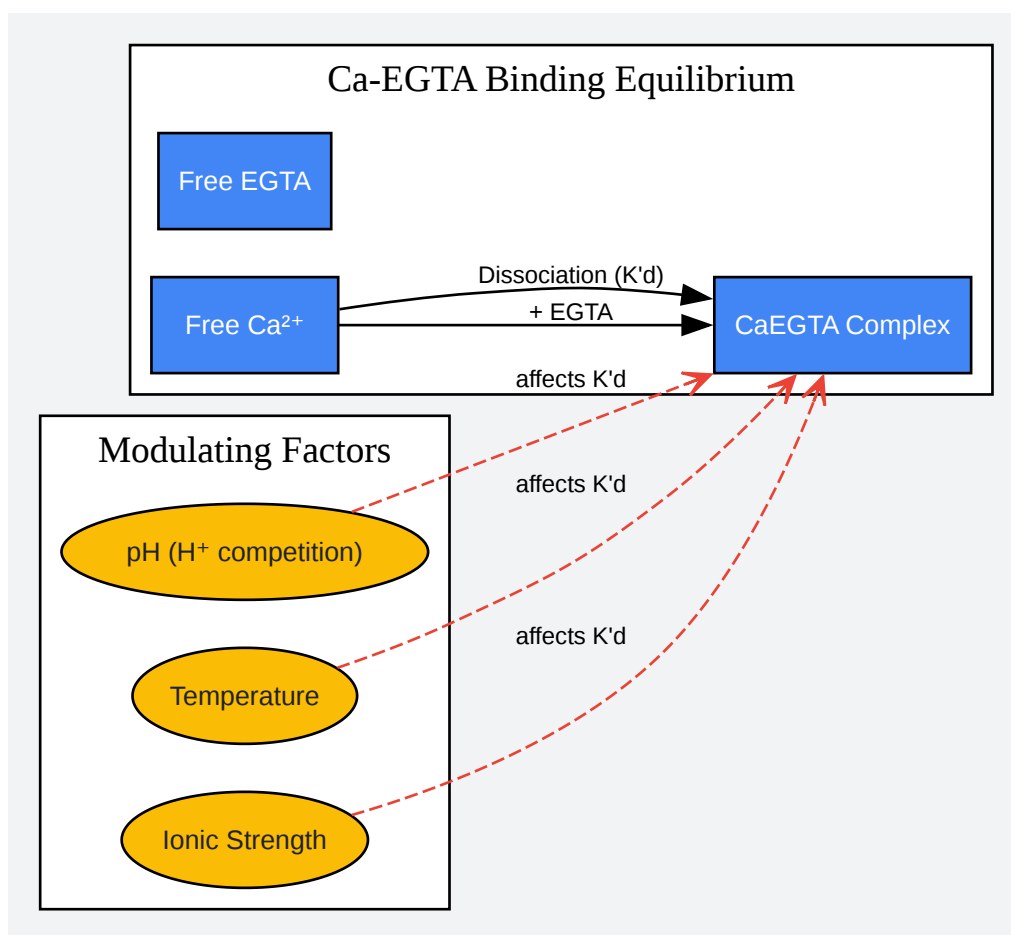 Ca-EGTA Binding Equilibrium
Free EGTA
Dissociation (K'd)
+ EGTA
Free Ca²⁺
CaEGTA Complex
affects K'd
Modulating Factors
affects K'd
pH (H⁺ competition)
affects K'd
Temperature
Ionic Strength